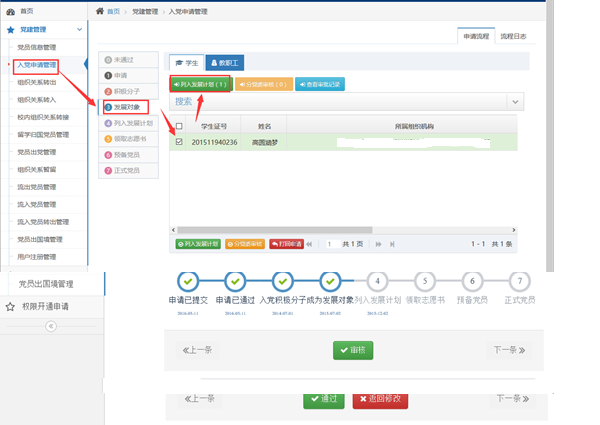 首页
首页 > 党建管理 > 入党申请管理
党建管理
党员信息管理
入党申请管理
组织关系转出
组织关系转入
校内组织关系转接
留学归国党员管理
党员出党管理
组织关系暂留
流出党员管理
流入党员管理
流入党员转出管理
党员出国境管理
用户注册管理
申请流程 流程日志
0 未通过
1 申请
2 积极分子
3 发展对象
4 列入发展计划
5 领取志愿书
6 预备党员
7 正式党员
学生 教职工
列入发展计划 ( 1 ) 分党委审核 ( 0 ) 查看审批记录
搜索
学生证号 姓名 所属组织机构
201511940236 高圆圆梦
列入发展计划 分党委审核 打回申请 1 共 1 页 1 - 1 共 1 条
党员出国境管理
权限开通申请
4 5 6 7
申请已提交 申请已通过 入党积极分子 成为发展对象 列入发展计划 领取志愿书 预备党员 正式党员
上一条 审核 下一条
上一条 通过 返回修改 下一条